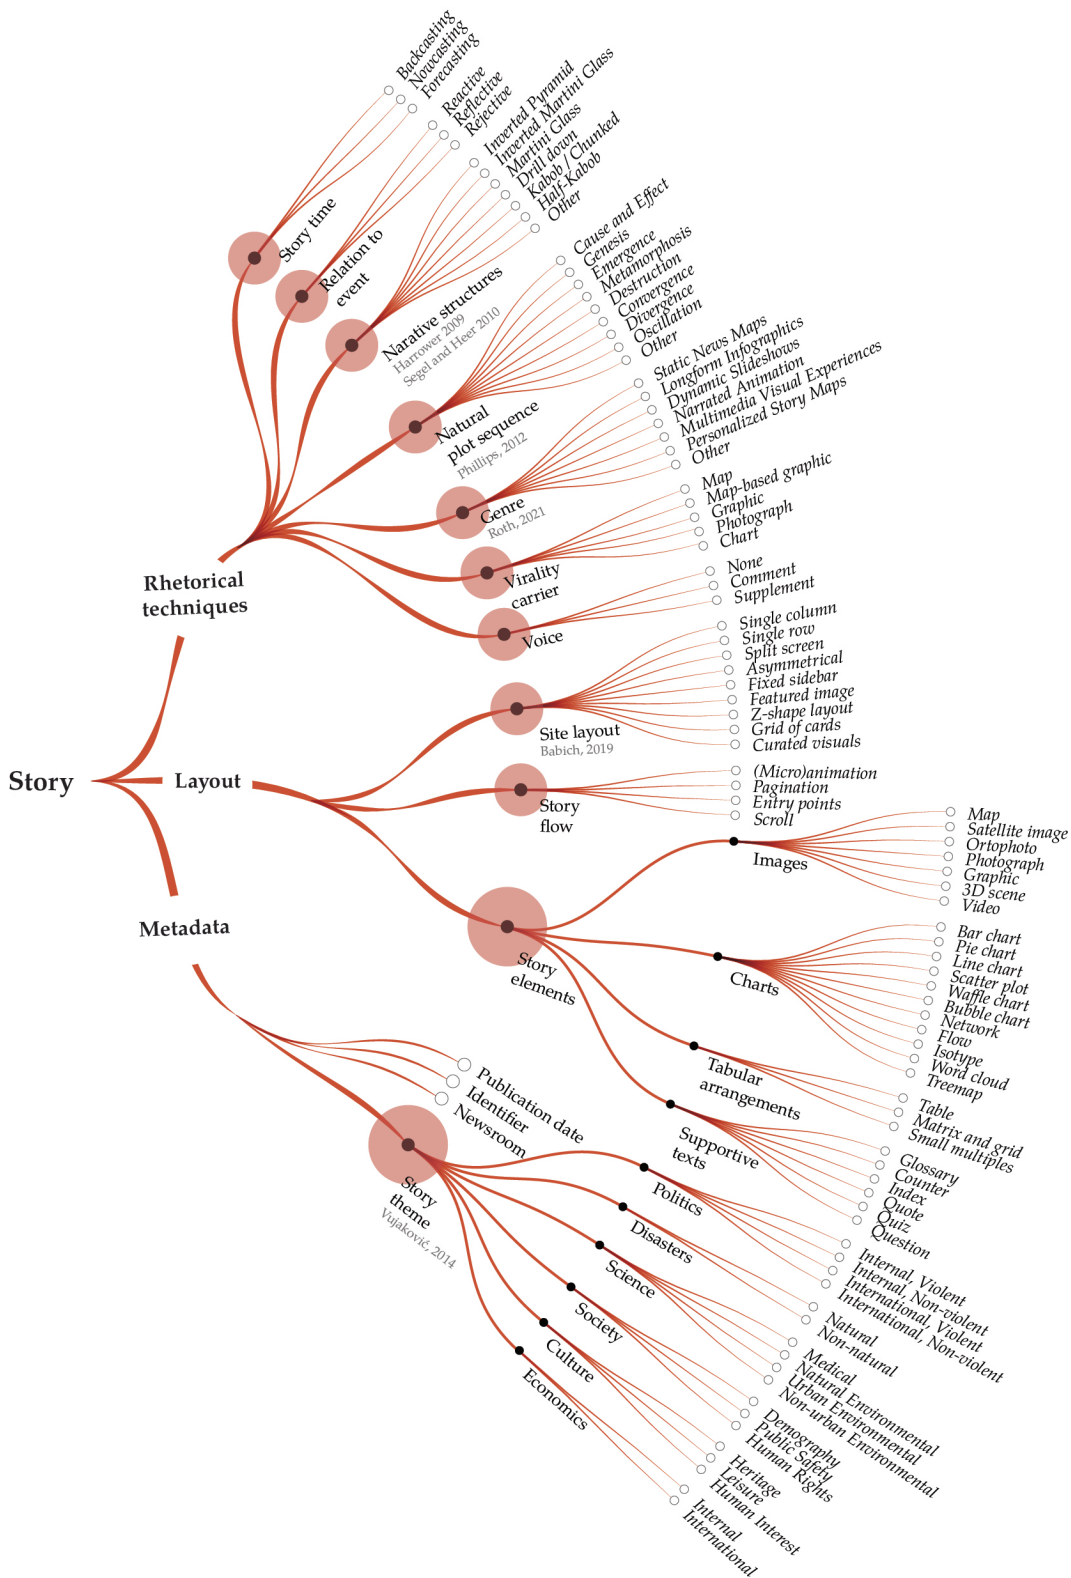 Backcasting
Nowcasting
Forecasting
Reactive
Reflective
Rejective
Inverted Pyramid
Inverted Martini Glass
Martini Glass
Drill down
Kabob / Chunked
Half-Kabob
Other
Story time
Relation to
event
Narative structures
Harrower 2009
Segel and Heer 2010
Cause and Effect
Genesis
Emergence
Metamorphosis
Destruction
Convergence
Divergence
Oscillation
Other
Natural
plot sequence
Phillips, 2012
Static News Maps
Longform Infographics
Dynamic Slideshows
Narrated Animation
Multimedia Visual Experiences
Personalized Story Maps
Other
Genre
Roth, 2021
Map
Map-based graphic
Graphic
Photograph
Chart
Virality
carrier
None
Comment
Supplement
Voice
Rhetorical
techniques
Single column
Single row
Split screen
Asymmetrical
Fixed sidebar
Featured image
Z-shape layout
Grid of cards
Curated visuals
Site layout
Babich, 2019
Story
Layout
(Micro)animation
Pagination
Entry points
Scroll
Story
flow
Images
Map
Satellite image
Ortophoto
Photograph
Graphic
3D scene
Video
Metadata
Story
elements
Charts
Bar chart
Pie chart
Line chart
Scatter plot
Waffle chart
Bubble chart
Network
Flow
Isotype
Word cloud
Treemap
Tabular
arrangements
Table
Matrix and grid
Small multiples
Supportive
texts
Glossary
Counter
Index
Quote
Quiz
Question
Publication date
Identifier
Newsroom
Story
theme
Vujaković, 2014
Politics
Internal, Violent
Internal, Non-violent
International, Violent
International, Non-violent
Disasters
Natural
Non-natural
Science
Medical
Natural Environmental
Urban Environmental
Non-urban Environmental
Society
Demography
Public Safety
Human Rights
Culture
Heritage
Leisure
Human Interest
Economics
Internal
International